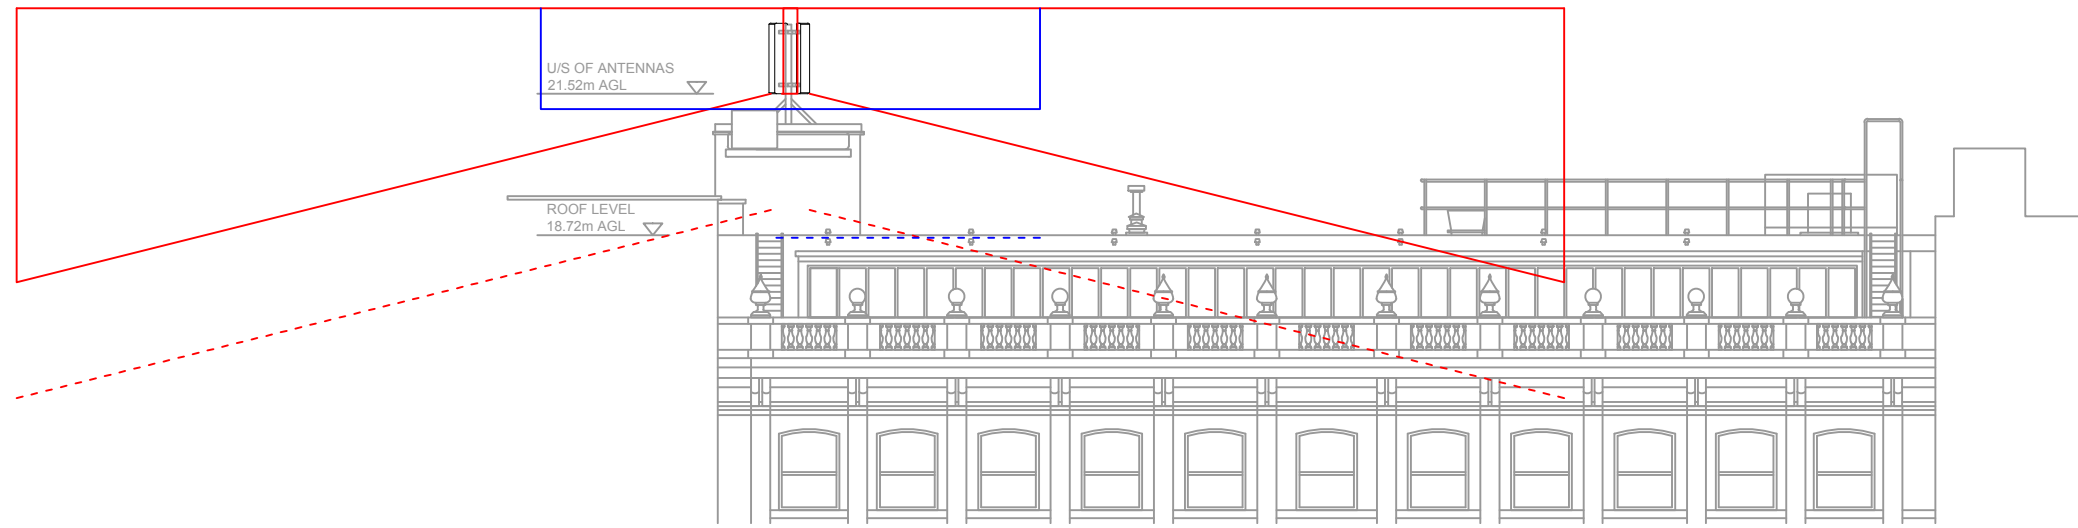 U/S OF ANTENNAS
21.52m AGL
ROOF LEVEL
18.72m AGL